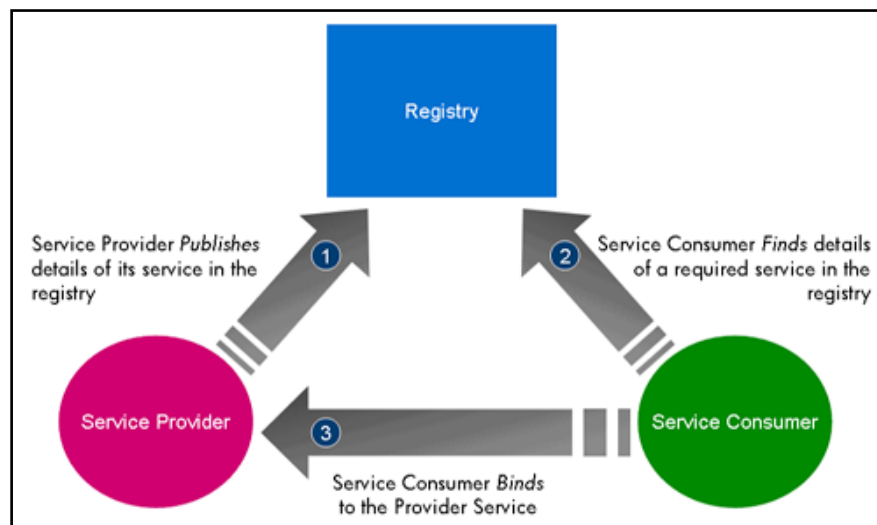 Registry
Service Provider Publishes
details of its service in the
registry
1
2
Service Consumer Finds details
of a required service in the
registry
Service Provider
3
Service Consumer
Service Consumer Binds
to the Provider Service